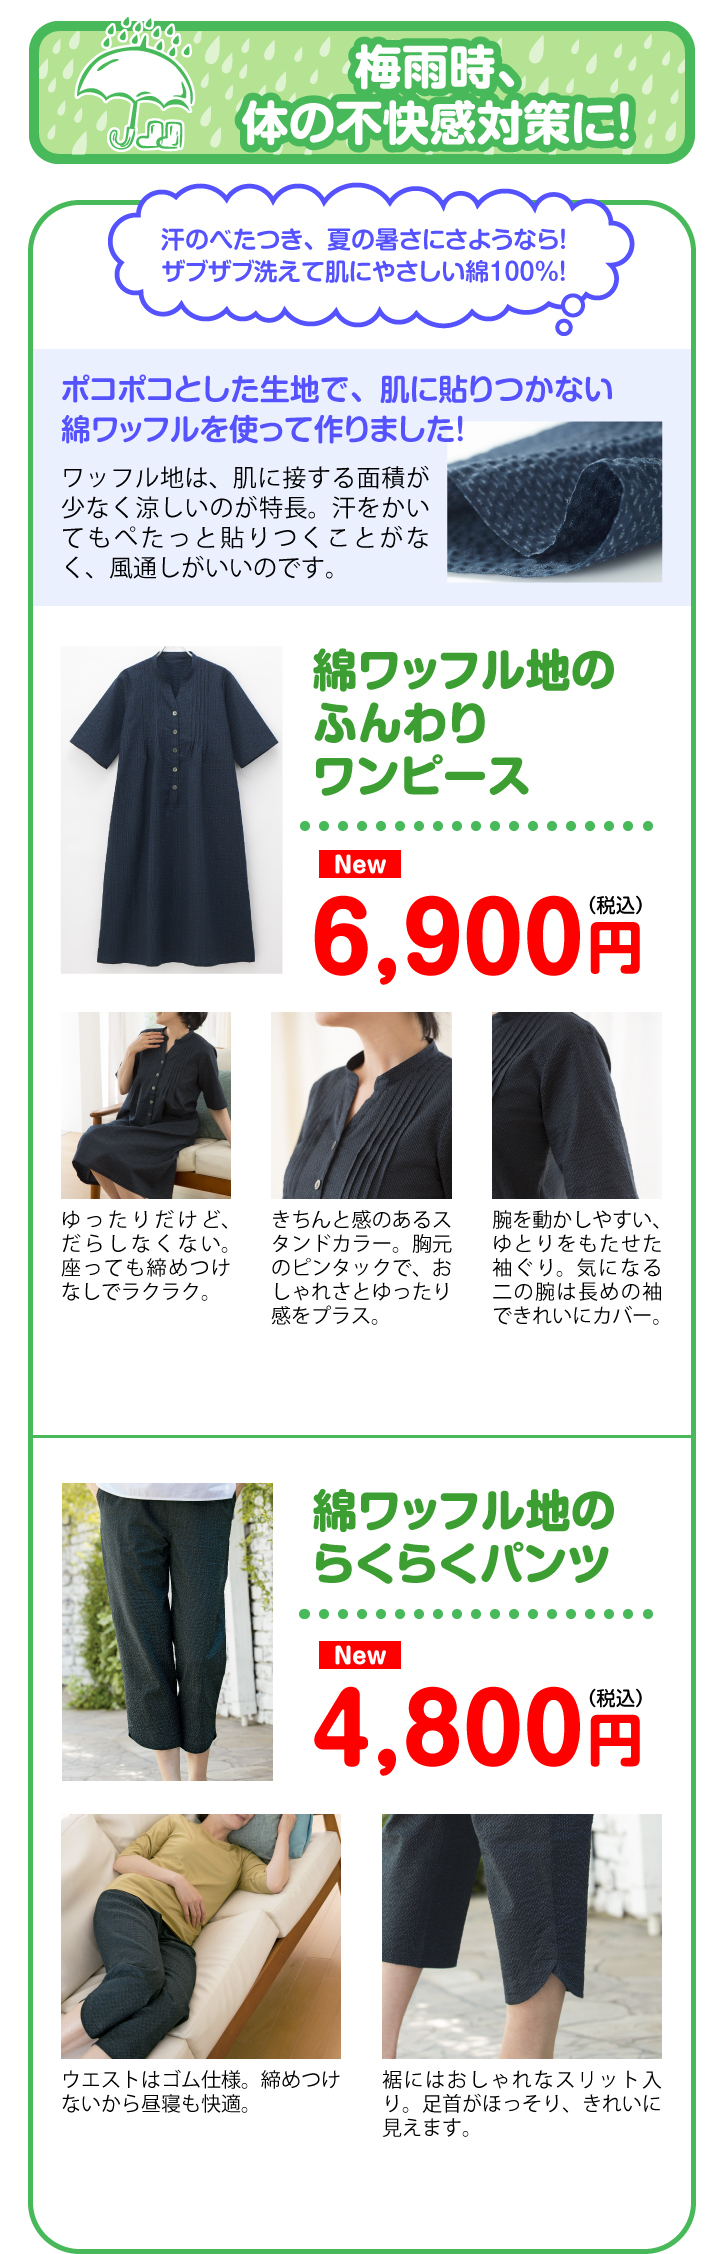 梅雨時、
体の不快感対策に!
汗のべたつき、夏の暑さにさようなら!
ザブザブ洗えて肌にやさしい綿100%!
ポコポコとした生地で、肌に貼りつかない
綿ワッフルを使って作りました!
ワッフル地は、肌に接する面積が
少なく涼しいのが特長。汗をかい
てもぺたっと貼りつくことがな
く、風通しがいいのです。
綿ワッフル地の
ふんわり
ワンピース
New
6,900円(税込)
ゆったりだけど、
だらしなくない。
座っても締めつけ
なしでラクラク。
きちんと感のあるス
タンドカラー。胸元
のピンタックで、お
しゃれさとゆったり
感をプラス。
腕を動かしやすい、
ゆとりをもたせた
袖ぐり。気になる
二の腕は長めの袖
できれいにカバー。
綿ワッフル地の
らくらくパンツ
New
4,800円(税込)
ウエストはゴム仕様。締めつけ
ないから昼寝も快適。
裾にはおしゃれなスリット入
り。足首がほっそり、きれいに
見えます。